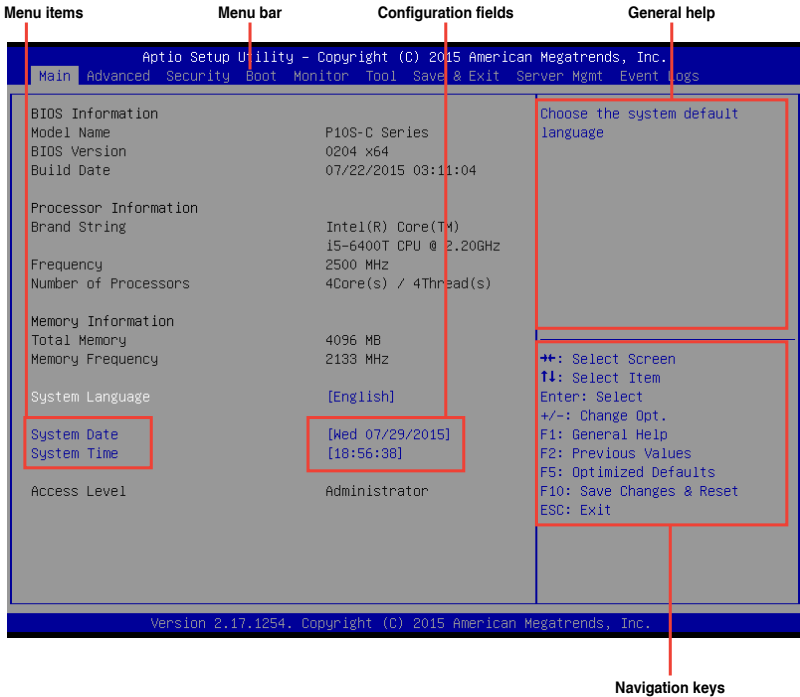 Menu items Menu bar Configuration fields General help
Aptio Setup Utility – Copyright (C) 2015 American Megatrends, Inc.
Main Advanced Security Boot Monitor Tool Save & Exit Server Mgmt Event Logs
BIOS Information
Model Name P10S-C Series
BIOS Version 0204 x64
Build Date 07/22/2015 03:11:04
Processor Information
Brand String Intel(R) Core(TM)
i5-6400T CPU @ 2.20GHz
Frequency 2500 MHz
Number of Processors 4Core(s) / 4Thread(s)
Memory Information
Total Memory 4096 MB
Memory Frequency 2133 MHz
System Language [English]
System Date [Wed 07/29/2015]
System Time [18:56:38]
Access Level Administrator
Choose the system default
language
→←: Select Screen
↑↓: Select Item
Enter: Select
+/-: Change Opt.
F1: General Help
F2: Previous Values
F5: Optimized Defaults
F10: Save Changes & Reset
ESC: Exit
Version 2.17.1254. Copyright (C) 2015 American Megatrends, Inc.
Navigation keys